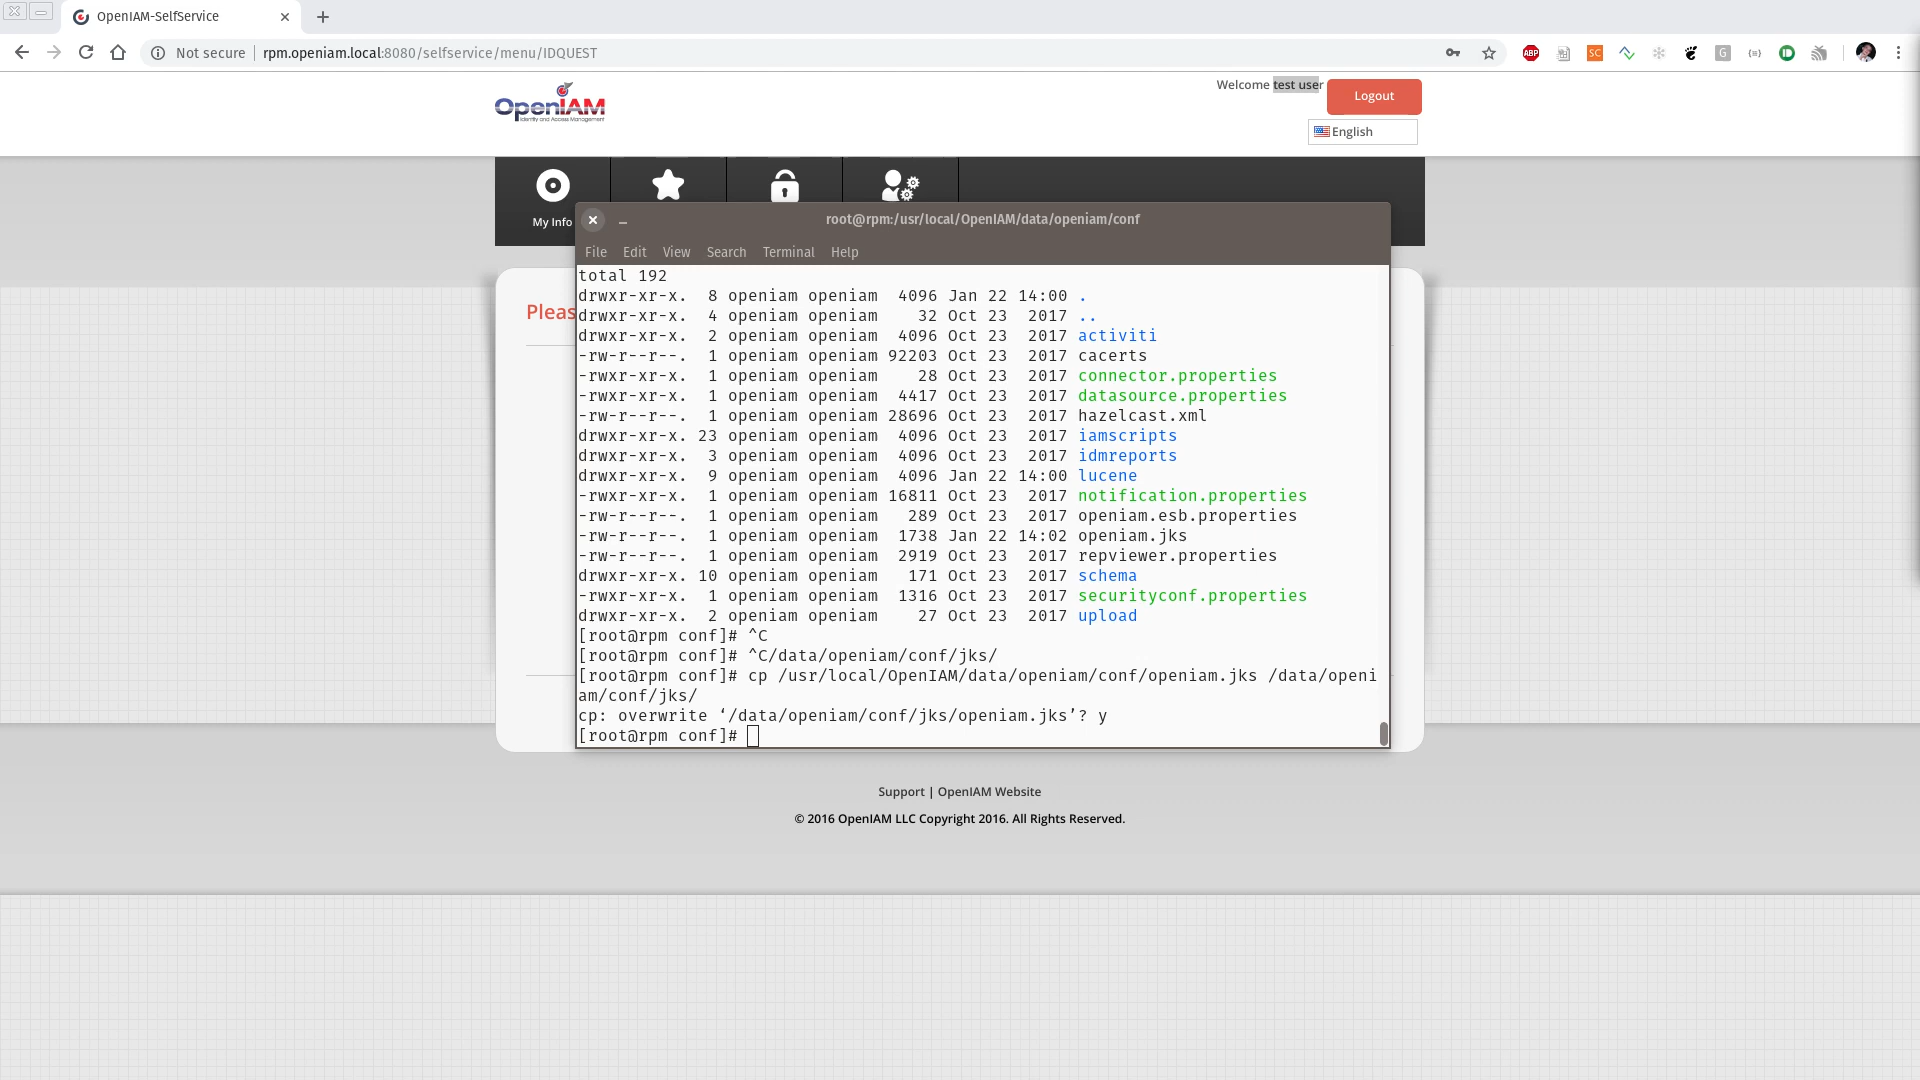 OpenIAM-SelfService
Not secure
rpm.openiam.local:8080/selfservice/menu/IDQUEST
ABP
SC
G
OpenIAM
Identity and Access Management
Welcome test user
Logout
English
My Info
Pleas
root@rpm:/usr/local/OpenIAM/data/openiam/conf
File Edit View Search Terminal Help
total 192
drwxr-xr-x.  8 openiam openiam  4096 Jan 22 14:00 .
drwxr-xr-x.  4 openiam openiam    32 Oct 23  2017 ..
drwxr-xr-x.  2 openiam openiam  4096 Oct 23  2017 activiti
-rw-r--r--.  1 openiam openiam 92203 Oct 23  2017 cacerts
-rwxr-xr-x.  1 openiam openiam    28 Oct 23  2017 connector.properties
-rwxr-xr-x.  1 openiam openiam  4417 Oct 23  2017 datasource.properties
-rw-r--r--.  1 openiam openiam 28696 Oct 23  2017 hazelcast.xml
drwxr-xr-x. 23 openiam openiam  4096 Oct 23  2017 iamscripts
drwxr-xr-x.  3 openiam openiam  4096 Oct 23  2017 idmreports
drwxr-xr-x.  9 openiam openiam  4096 Jan 22 14:00 lucene
-rwxr-xr-x.  1 openiam openiam 16811 Oct 23  2017 notification.properties
-rw-r--r--.  1 openiam openiam   289 Oct 23  2017 openiam.esb.properties
-rw-r--r--.  1 openiam openiam  1738 Jan 22 14:02 openiam.jks
-rw-r--r--.  1 openiam openiam  2919 Oct 23  2017 repviewer.properties
drwxr-xr-x. 10 openiam openiam   171 Oct 23  2017 schema
-rwxr-xr-x.  1 openiam openiam  1316 Oct 23  2017 securityconf.properties
drwxr-xr-x.  2 openiam openiam    27 Oct 23  2017 upload
[root@rpm conf]# ^C
[root@rpm conf]# ^C/data/openiam/conf/jks/
[root@rpm conf]# cp /usr/local/OpenIAM/data/openiam/conf/openiam.jks /data/openi
am/conf/jks/
cp: overwrite ‘/data/openiam/conf/jks/openiam.jks’? y
[root@rpm conf]#
Support | OpenIAM Website
© 2016 OpenIAM LLC Copyright 2016. All Rights Reserved.